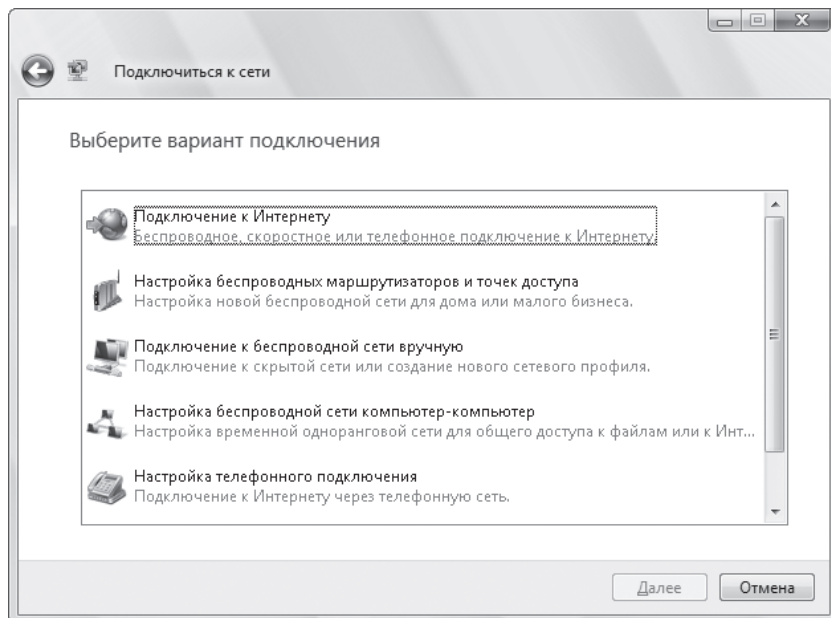 Подключиться к сети
Выберите вариант подключения
Подключение к Интернету
Беспроводное, скоростное или телефонное подключение к Интернету.
Настройка беспроводных маршрутизаторов и точек доступа
Настройка новой беспроводной сети для дома или малого бизнеса.
Подключение к беспроводной сети вручную
Подключение к скрытой сети или создание нового сетевого профиля.
Настройка беспроводной сети компьютер-компьютер
Настройка временной одноранговой сети для общего доступа к файлам или к Инт...
Настройка телефонного подключения
Подключение к Интернету через телефонную сеть.
Далее Отмена